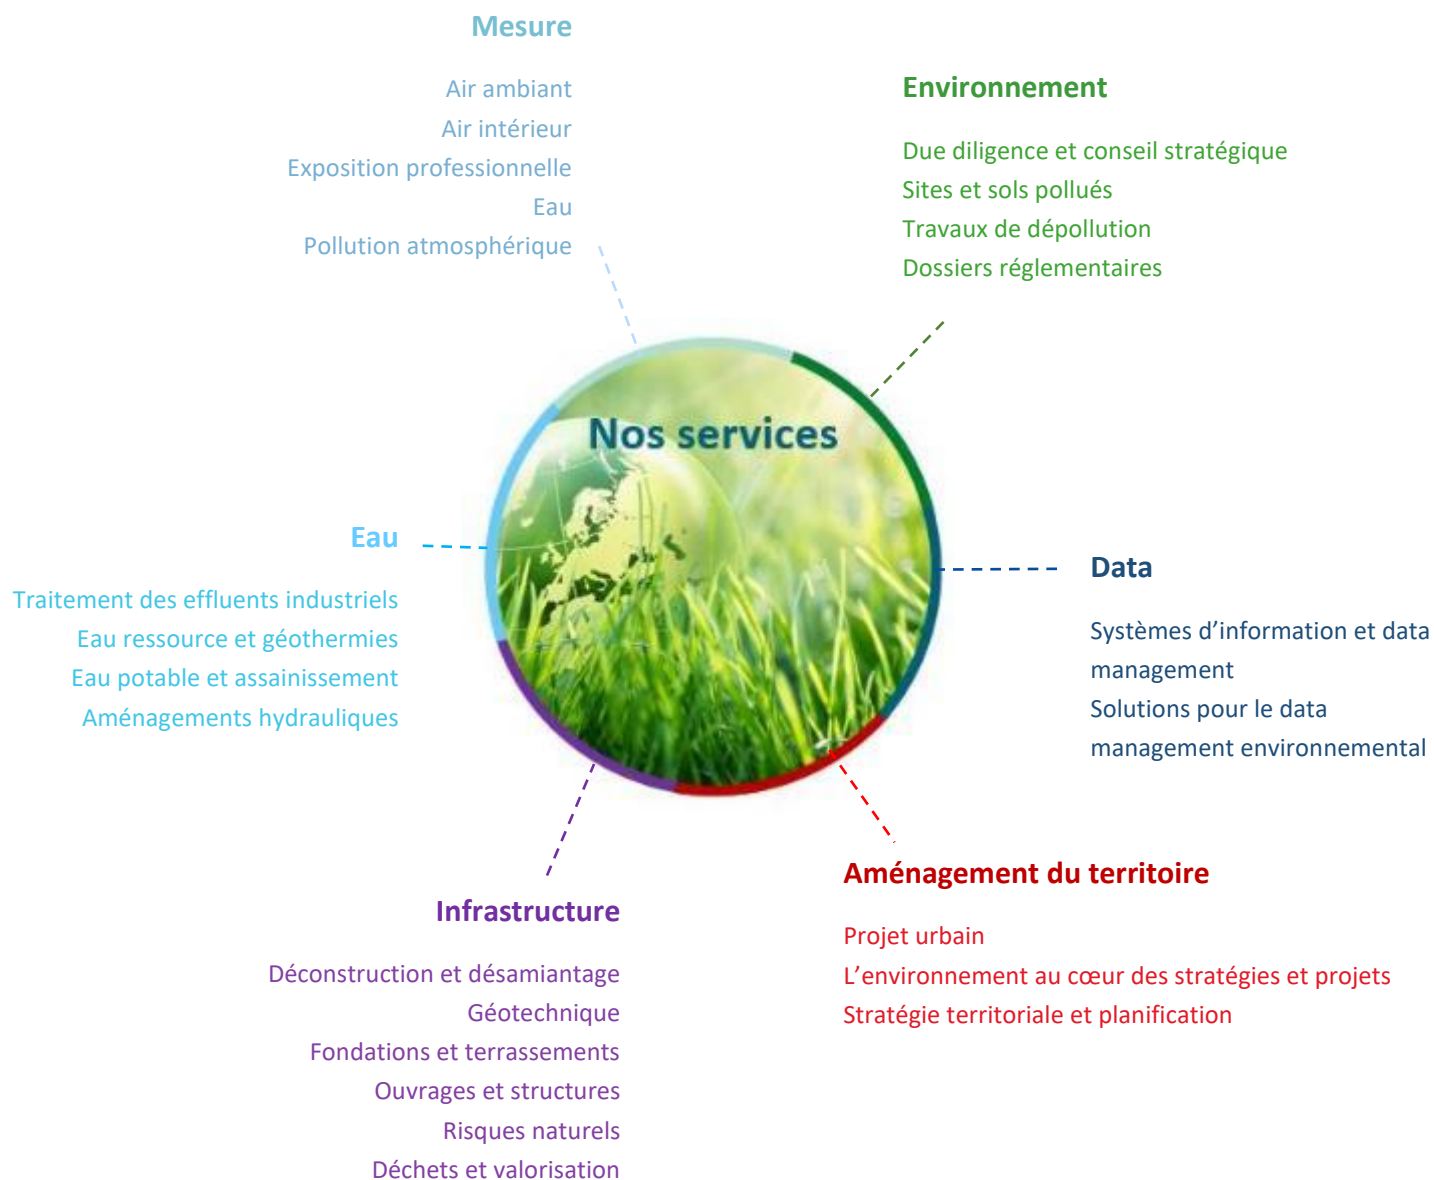 Mesure
Air ambiant
Air intérieur
Exposition professionnelle
Eau
Pollution atmosphérique
Environnement
Due diligence et conseil stratégique
Sites et sols pollués
Travaux de dépollution
Dossiers réglementaires
Nos services
Eau
Traitement des effluents industriels
Eau ressource et géothermies
Eau potable et assainissement
Aménagements hydrauliques
Data
Systèmes d’information et data
management
Solutions pour le data
management environnemental
Aménagement du territoire
Projet urbain
L’environnement au cœur des stratégies et projets
Stratégie territoriale et planification
Infrastructure
Déconstruction et désamiantage
Géotechnique
Fondations et terrassements
Ouvrages et structures
Risques naturels
Déchets et valorisation